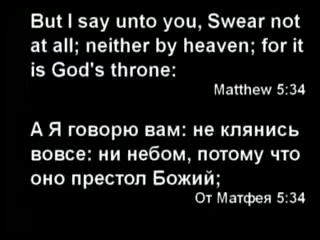 But I say unto you, Swear not
at all; neither by heaven; for it
is God's throne:
Matthew 5:34
А Я говорю вам: не клянись
вовсе: ни небом, потому что
оно престол Божий;
От Матфея 5:34